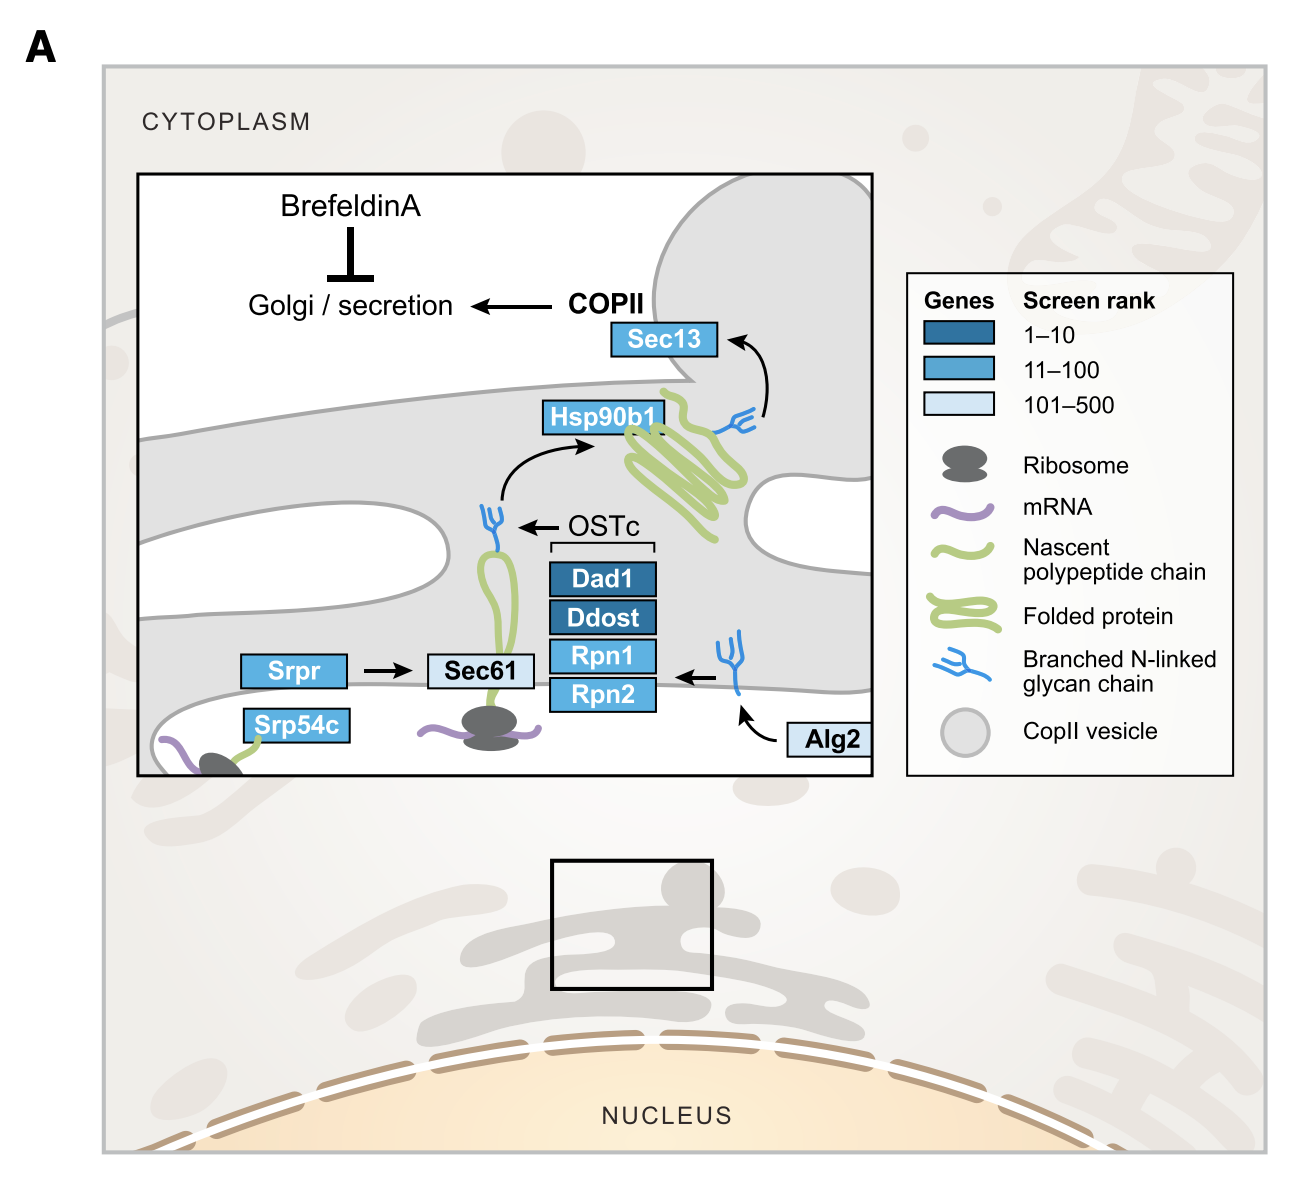 A
CYTOPLASM
BrefeldinA
Golgi / secretion
COPII
Sec13
Hsp90b1
OSTc
Dad1
Ddost
Rpn1
Rpn2
Srpr
Sec61
Srp54c
Alg2
Genes Screen rank
1–10
11–100
101–500
Ribosome
mRNA
Nascent
polypeptide chain
Folded protein
Branched N-linked
glycan chain
CopII vesicle
NUCLEUS